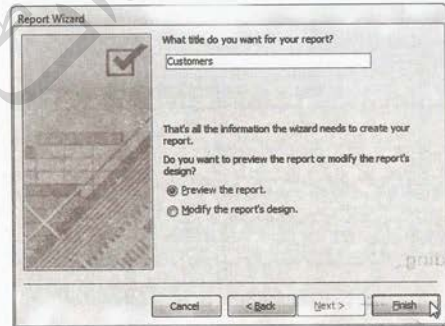 Report Wizard
What title do you want for your report?
Customers
That's all the information the wizard needs to create your
report.
Do you want to preview the report or modify the report's
design?
Preview the report.
Modify the report's design.
Cancel
< Back
Next >
Finish